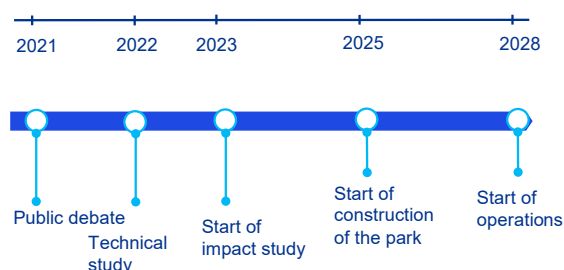 2021
2022
2023
2025
2028
Public debate
Technical
study
Start of
impact study
Start of
construction
of the park
Start of
operations